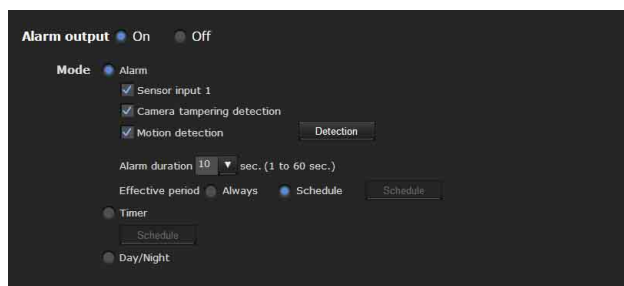 Alarm output On Off
Mode Alarm
Sensor input 1
Camera tampering detection
Motion detection Detection
Alarm duration 10 sec. (1 to 60 sec.)
Effective period Always Schedule Schedule
Timer
Schedule
Day/Night